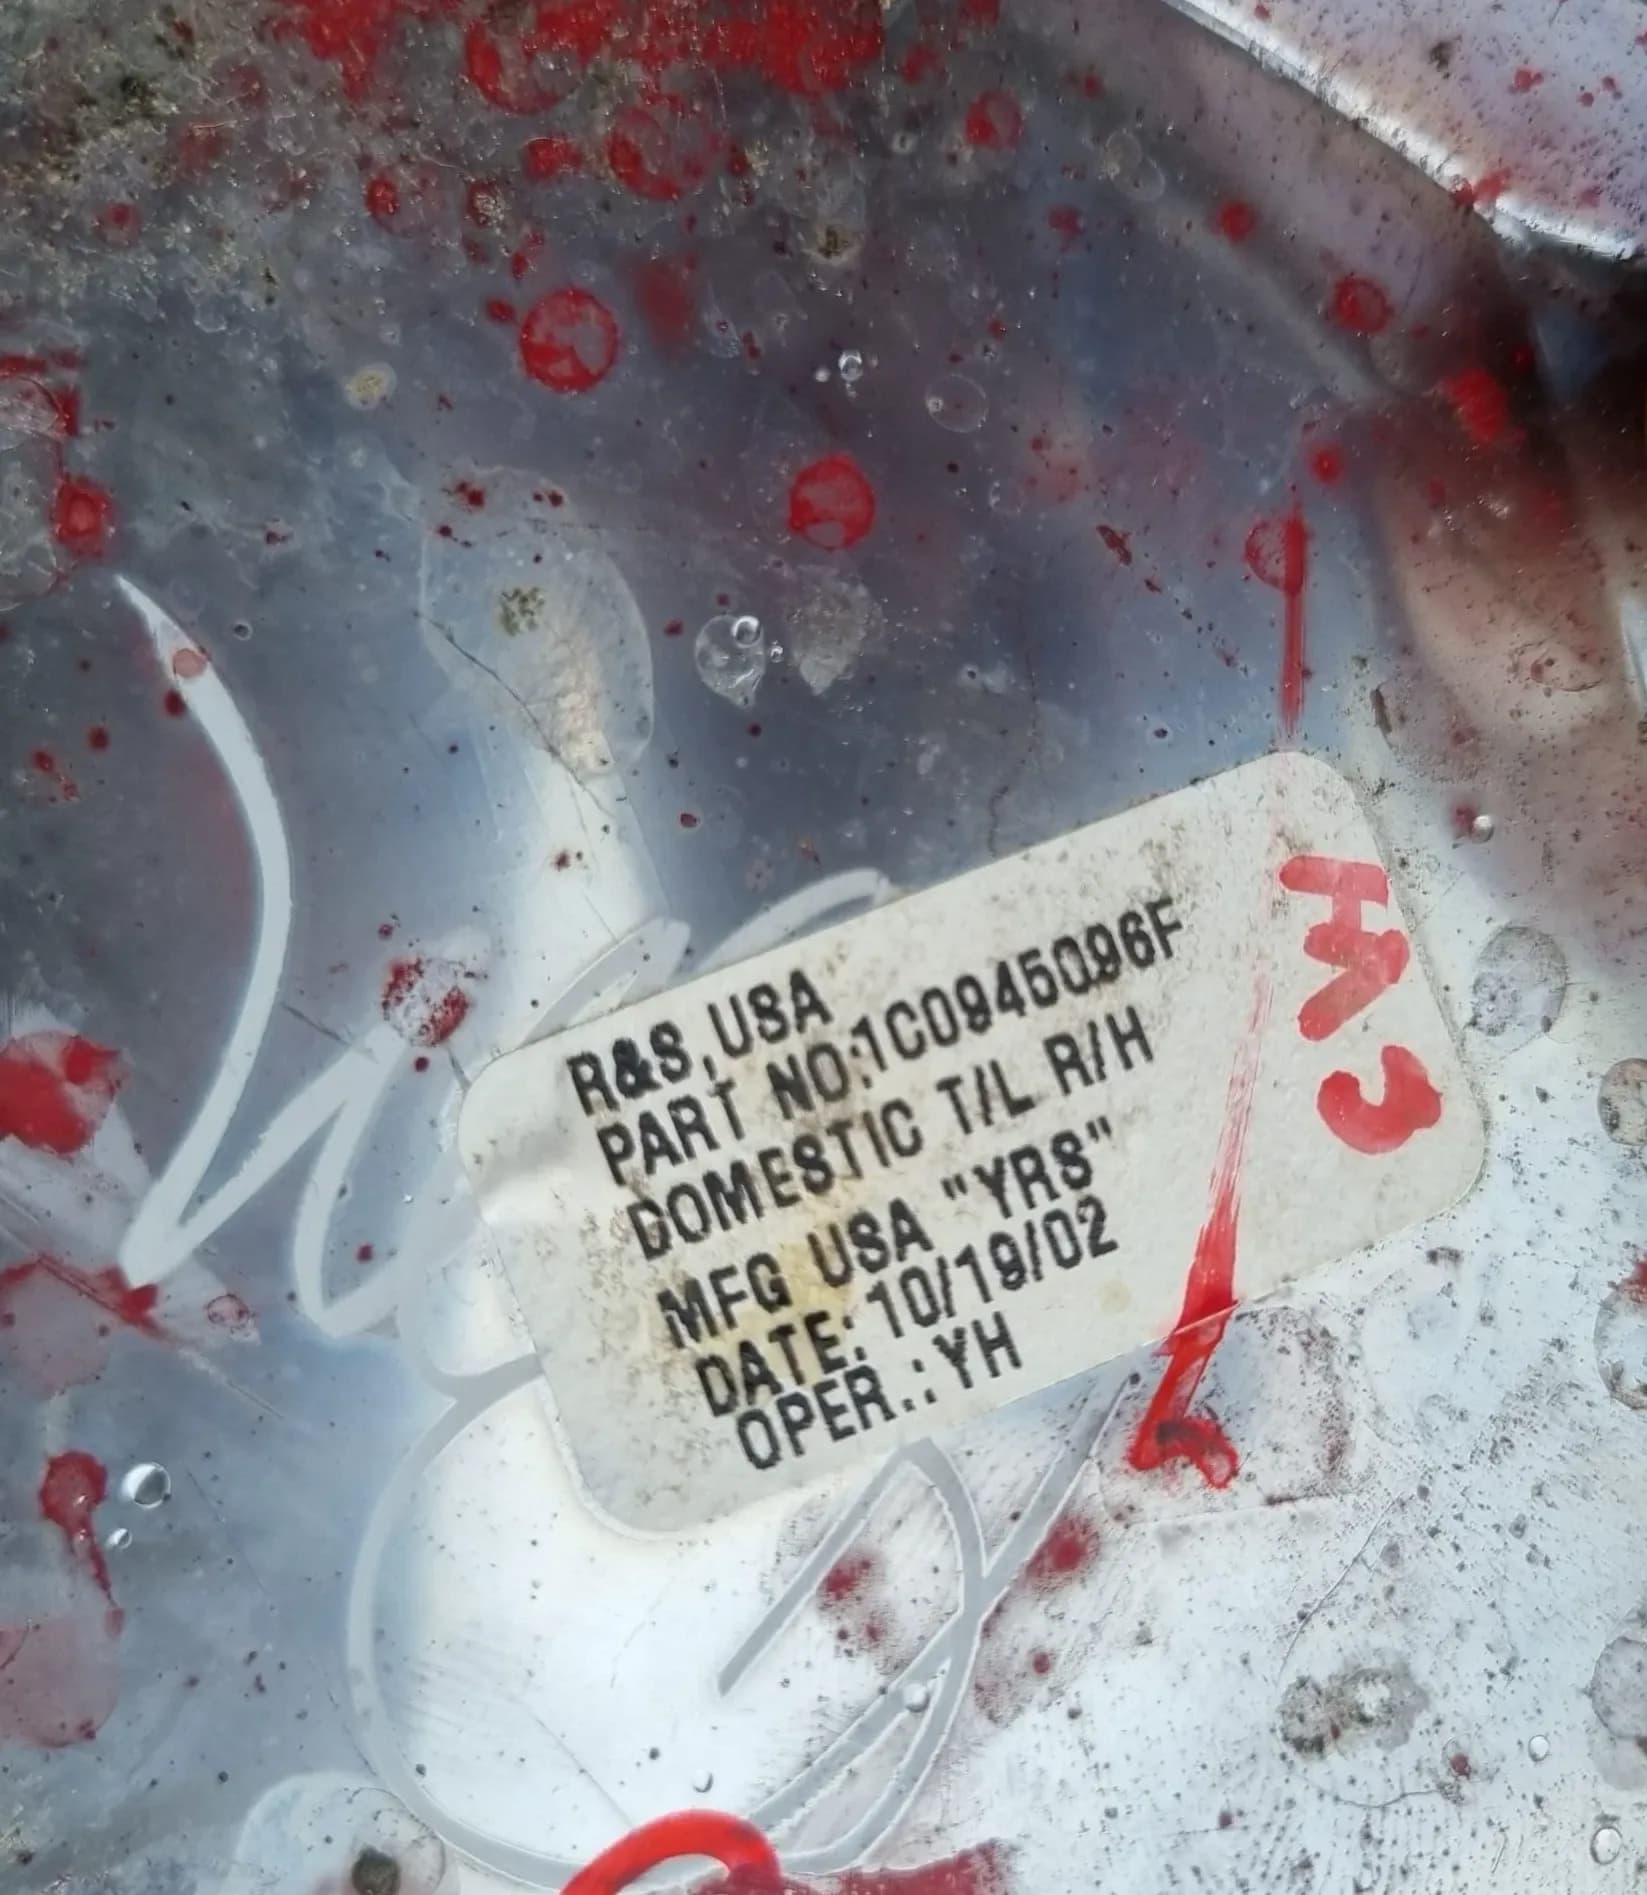 R&S, USA
PART NO:1C0945096F
DOMESTIC T/L R/H
MFG USA "YRS"
DATE: 10/19/02
OPER.: YH